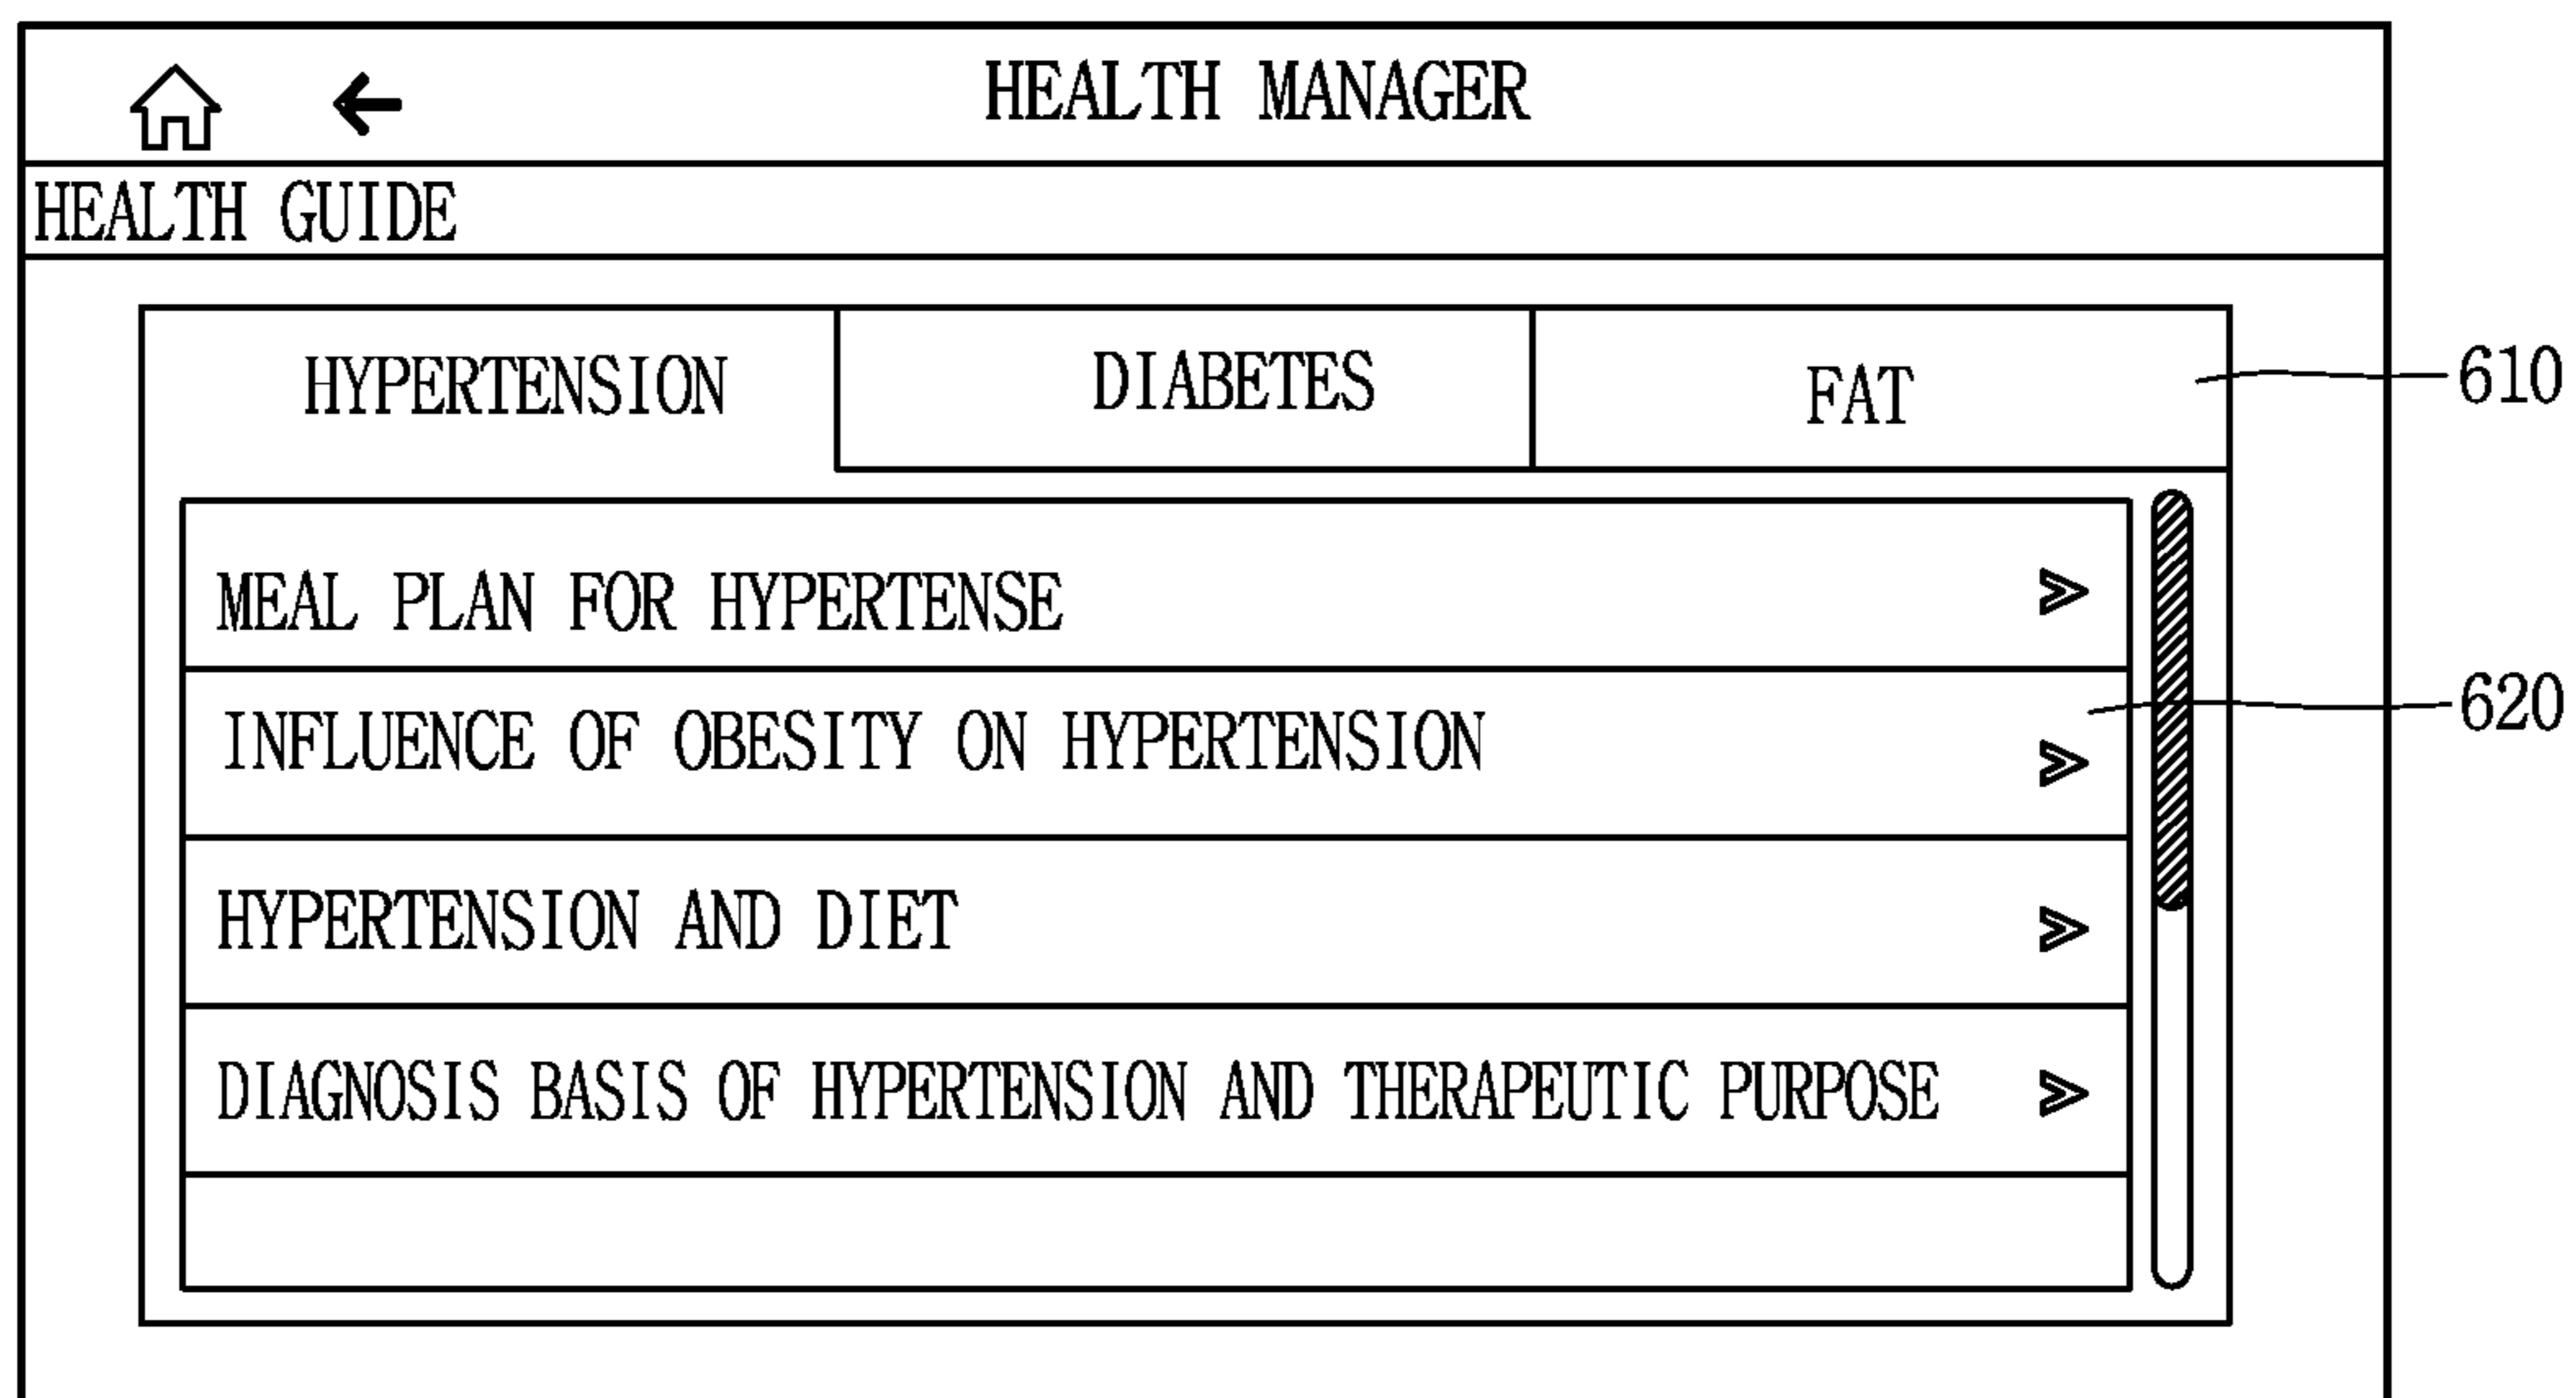 HEALTH MANAGER
HEALTH GUIDE
HYPERTENSION DIABETES FAT 610
MEAL PLAN FOR HYPERTENSE
INFLUENCE OF OBESITY ON HYPERTENSION 620
HYPERTENSION AND DIET
DIAGNOSIS BASIS OF HYPERTENSION AND THERAPEUTIC PURPOSE